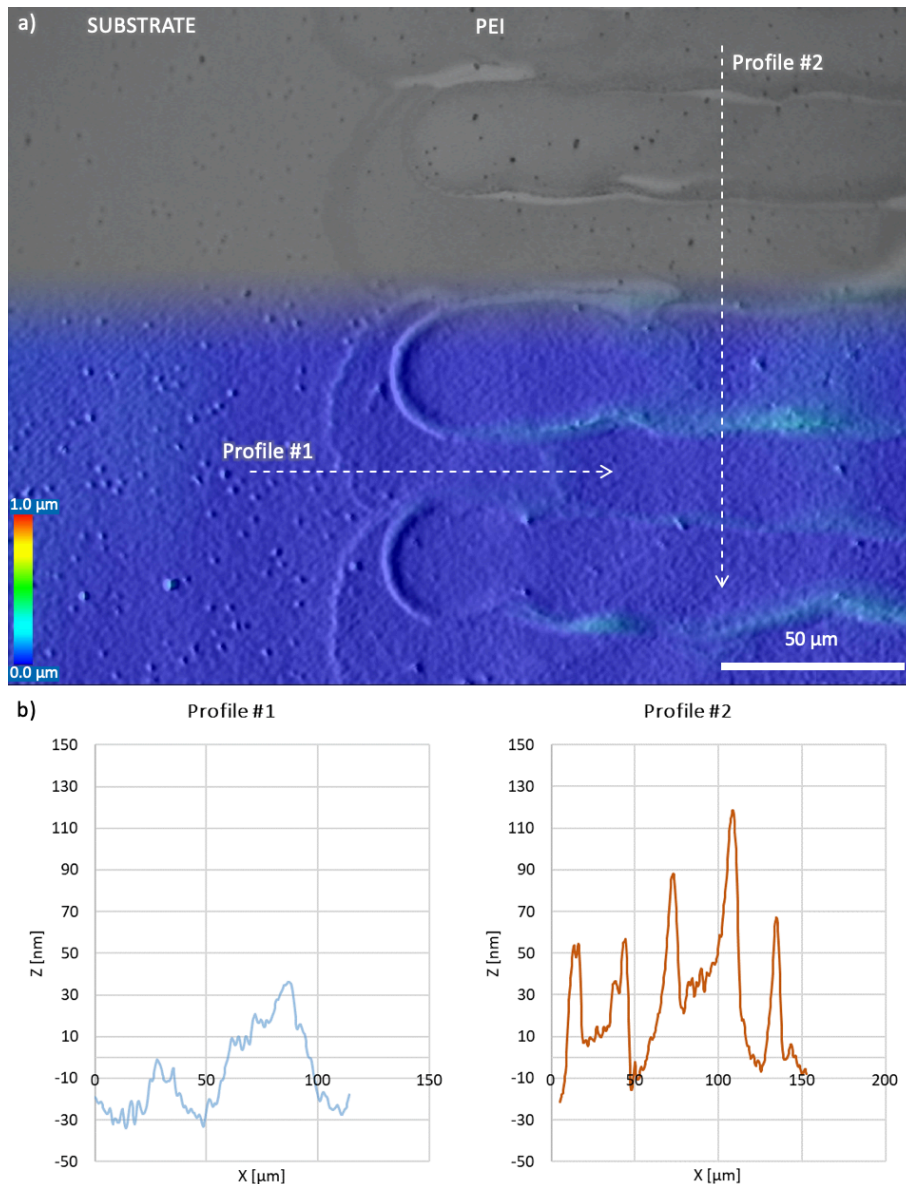 a) SUBSTRATE PEI
Profile #2
Profile #1
1.0 µm
0.0 µm
50 µm
b) Profile #1 Profile #2
150 150
130 130
110 110
90 90
70 70
50 50
30 30
10 10
-10 0 50 100 150 -10 0 50 100 150 200
-30 -30
-50 -50
Z [nm] Z [nm]
X [µm] X [µm]